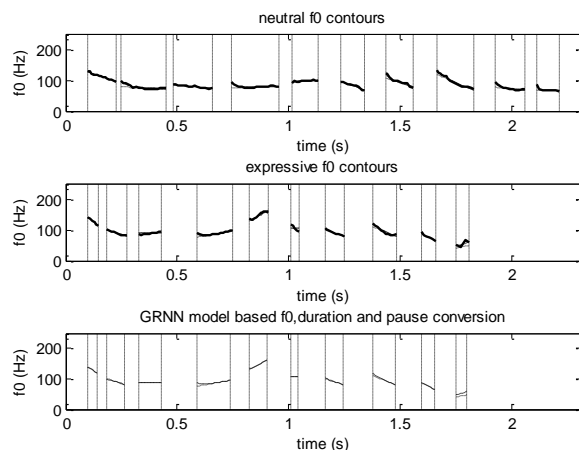 neutral f0 contours
f0 (Hz)
200
100
0
0 0.5 1 1.5 2
time (s)
expressive f0 contours
f0 (Hz)
200
100
0
0 0.5 1 1.5 2
time (s)
GRNN model based f0,duration and pause conversion
f0 (Hz)
200
100
0
0 0.5 1 1.5 2
time (s)